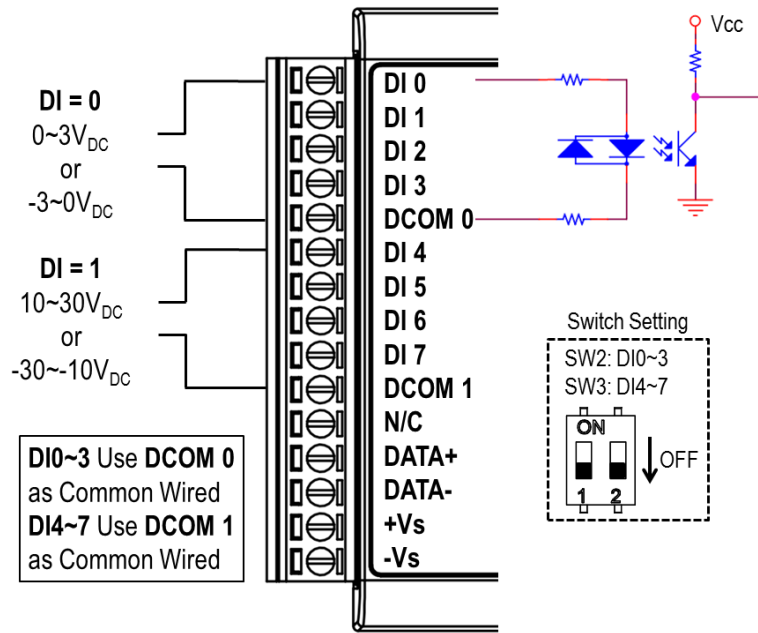 DI = 0
0~3VDC
or
-3~0VDC
DI = 1
10~30VDC
or
-30~-10VDC
DI0~3 Use DCOM 0
as Common Wired
DI4~7 Use DCOM 1
as Common Wired
DI 0
DI 1
DI 2
DI 3
DCOM 0
DI 4
DI 5
DI 6
DI 7
DCOM 1
N/C
DATA+
DATA-
+Vs
-Vs
Vcc
Switch Setting
SW2: DI0~3
SW3: DI4~7
ON
OFF
1 2